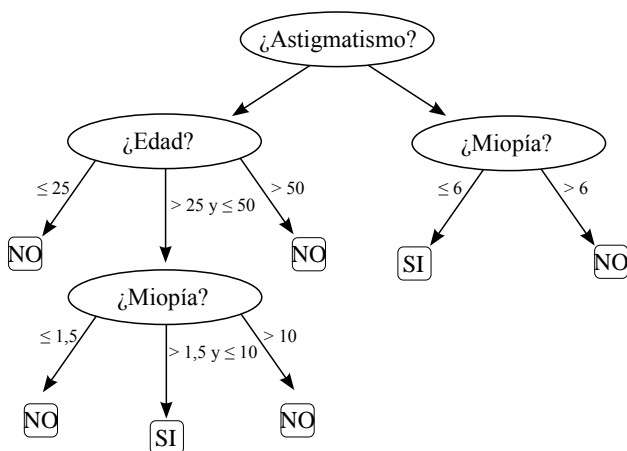 ¿Astigmatismo?
¿Edad?
¿Miopía?
≤ 25
> 25 y ≤ 50
> 50
≤ 6
> 6
NO
NO
SI
NO
¿Miopía?
≤ 1,5
> 1,5 y ≤ 10
> 10
NO
SI
NO